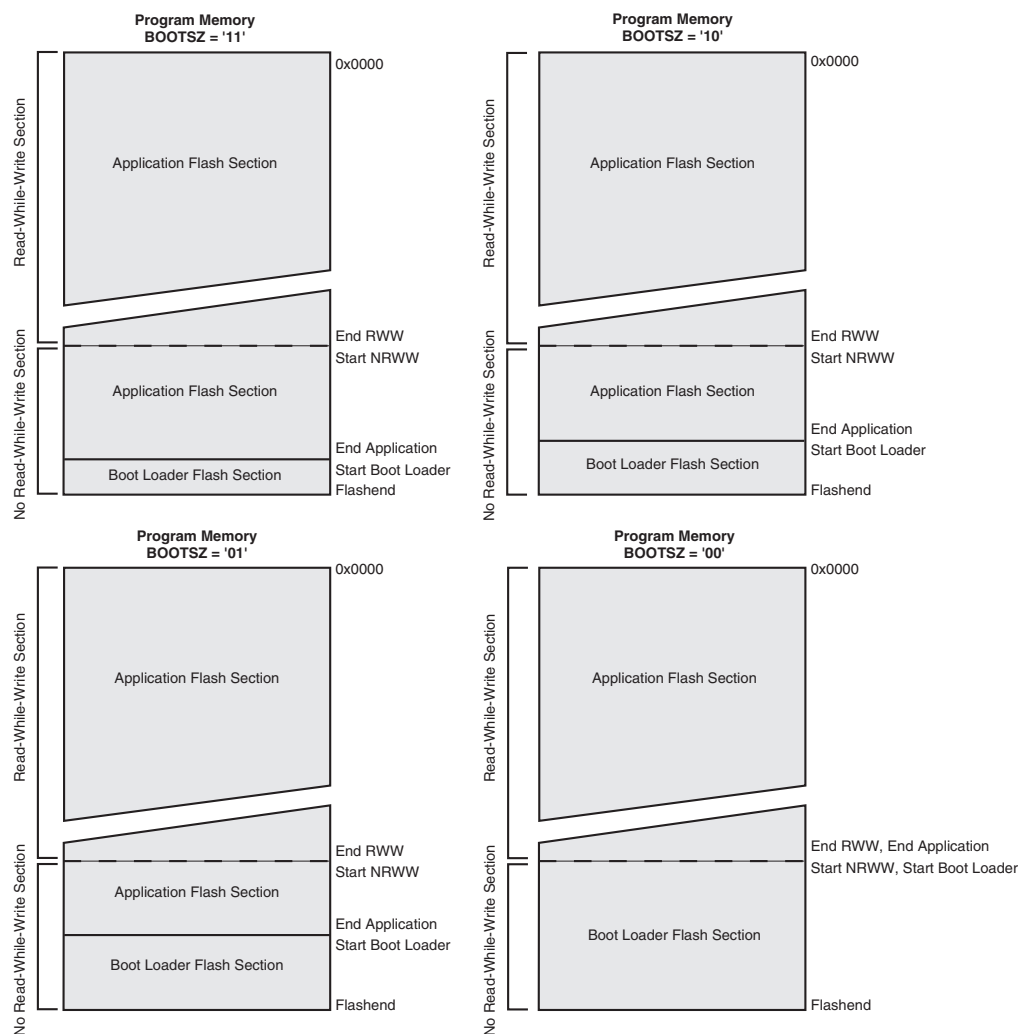 Program Memory
BOOTSZ = '11'
0x0000
Read-While-Write Section
Application Flash Section
End RWW
Start NRWW
No Read-While-Write Section
Application Flash Section
End Application
Start Boot Loader
Boot Loader Flash Section
Flashend
Program Memory
BOOTSZ = '10'
0x0000
Read-While-Write Section
Application Flash Section
End RWW
Start NRWW
No Read-While-Write Section
Application Flash Section
End Application
Start Boot Loader
Boot Loader Flash Section
Flashend
Program Memory
BOOTSZ = '01'
0x0000
Read-While-Write Section
Application Flash Section
End RWW
Start NRWW
No Read-While-Write Section
Application Flash Section
End Application
Start Boot Loader
Boot Loader Flash Section
Flashend
Program Memory
BOOTSZ = '00'
0x0000
Read-While-Write Section
Application Flash Section
End RWW, End Application
Start NRWW, Start Boot Loader
No Read-While-Write Section
Boot Loader Flash Section
Flashend